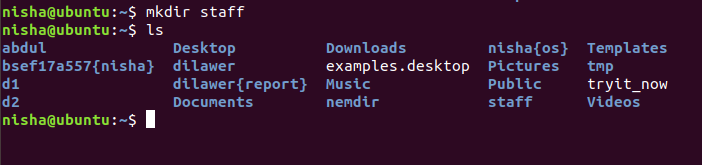 nisha@ubuntu:~$ mkdir staff
nisha@ubuntu:~$ ls
abdul Desktop Downloads nisha{os} Templates
bsef17a557{nisha} dilawer examples.desktop Pictures tmp
d1 dilawer{report} Music Public tryit_now
d2 Documents nemdir staff Videos
nisha@ubuntu:~$